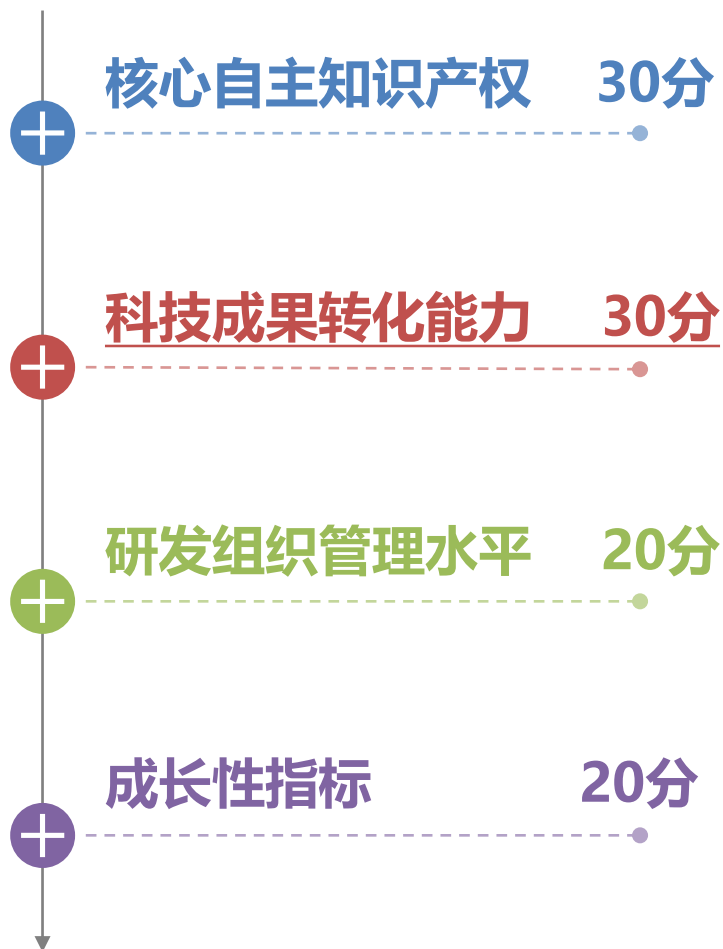 核心自主知识产权 30分
科技成果转化能力 30分
研发组织管理水平 20分
成长性指标 20分